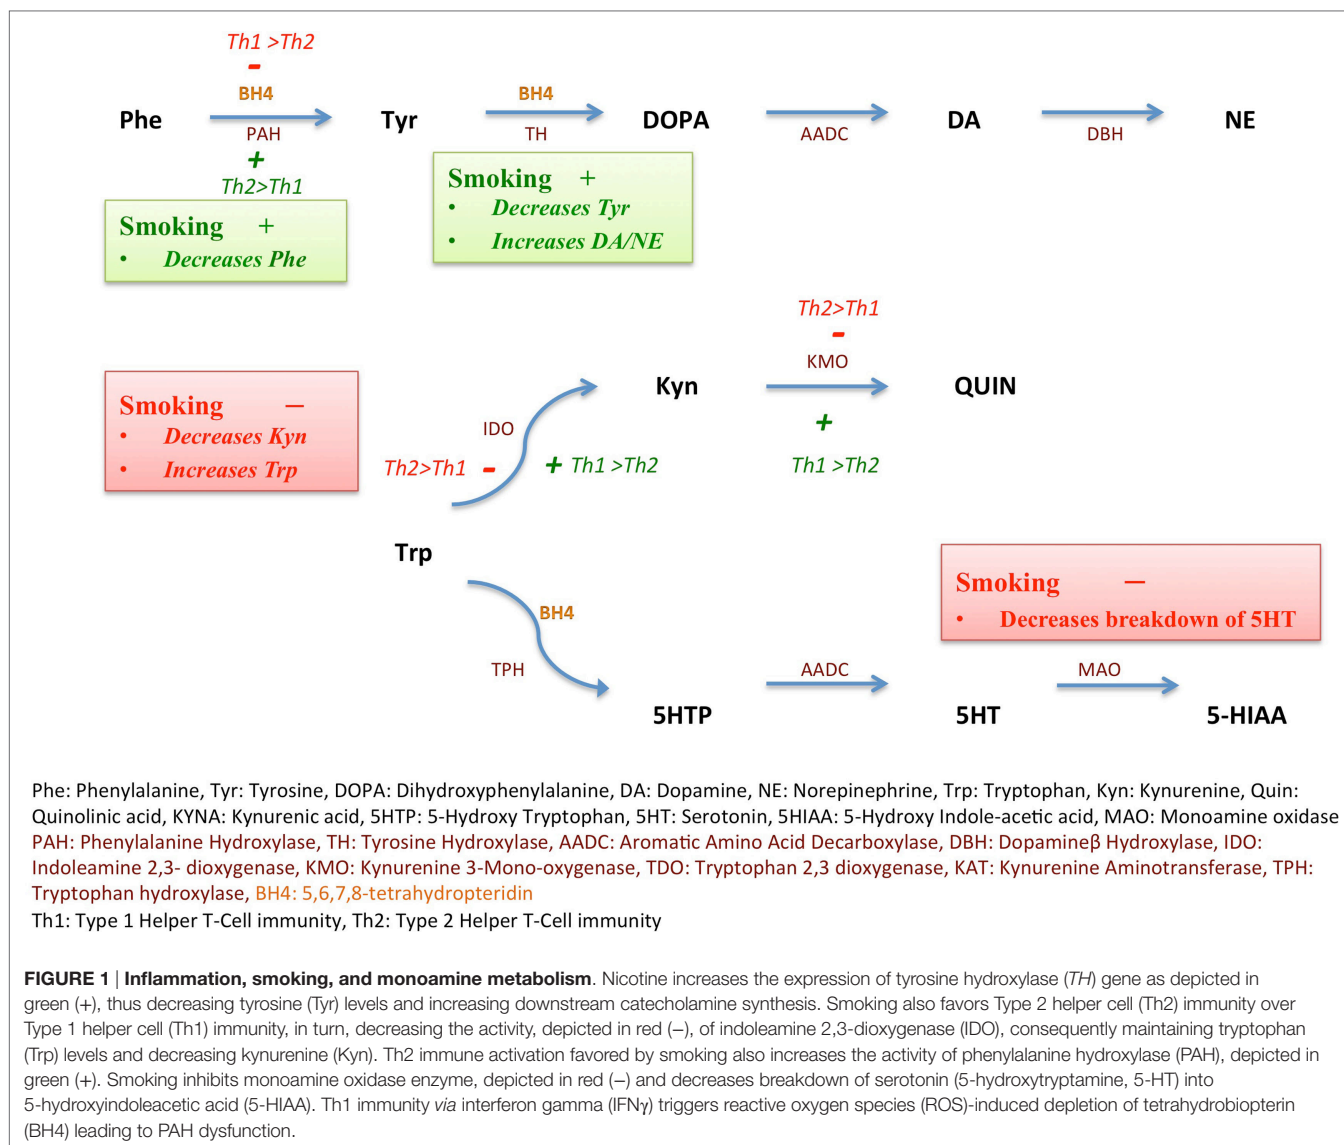 Th1 >Th2
-
BH4
BH4
Phe
Tyr
DOPA
DA
NE
PAH
TH
AADC
DBH
+
Th2>Th1
Smoking +
• Decreases Phe
Smoking +
• Decreases Tyr
• Increases DA/NE
Th2>Th1
-
KMO
Kyn
QUIN
+
Th1 >Th2
Smoking —
• Decreases Kyn
• Increases Trp
IDO
Th2>Th1 -
+ Th1 >Th2
Trp
BH4
TPH
Smoking —
• Decreases breakdown of 5HT
AADC
MAO
5HTP
5HT
5-HIAA
Phe: Phenylalanine, Tyr: Tyrosine, DOPA: Dihydroxyphenylalanine, DA: Dopamine, NE: Norepinephrine, Trp: Tryptophan, Kyn: Kynurenine, Quin:
Quinolinic acid, KYNA: Kynurenic acid, 5HTP: 5-Hydroxy Tryptophan, 5HT: Serotonin, 5HIAA: 5-Hydroxy Indole-acetic acid, MAO: Monoamine oxidase
PAH: Phenylalanine Hydroxylase, TH: Tyrosine Hydroxylase, AADC: Aromatic Amino Acid Decarboxylase, DBH: Dopamineβ Hydroxylase, IDO:
Indoleamine 2,3- dioxygenase, KMO: Kynurenine 3-Mono-oxygenase, TDO: Tryptophan 2,3 dioxygenase, KAT: Kynurenine Aminotransferase, TPH:
Tryptophan hydroxylase, BH4: 5,6,7,8-tetrahydropteridin
Th1: Type 1 Helper T-Cell immunity, Th2: Type 2 Helper T-Cell immunity
FIGURE 1 | Inflammation, smoking, and monoamine metabolism. Nicotine increases the expression of tyrosine hydroxylase (TH) gene as depicted in
green (+), thus decreasing tyrosine (Tyr) levels and increasing downstream catecholamine synthesis. Smoking also favors Type 2 helper cell (Th2) immunity over
Type 1 helper cell (Th1) immunity, in turn, decreasing the activity, depicted in red (−), of indoleamine 2,3-dioxygenase (IDO), consequently maintaining tryptophan
(Trp) levels and decreasing kynurenine (Kyn). Th2 immune activation favored by smoking also increases the activity of phenylalanine hydroxylase (PAH), depicted in
green (+). Smoking inhibits monoamine oxidase enzyme, depicted in red (−) and decreases breakdown of serotonin (5-hydroxytryptamine, 5-HT) into
5-hydroxyindoleacetic acid (5-HIAA). Th1 immunity via interferon gamma (IFNγ) triggers reactive oxygen species (ROS)-induced depletion of tetrahydrobiopterin
(BH4) leading to PAH dysfunction.